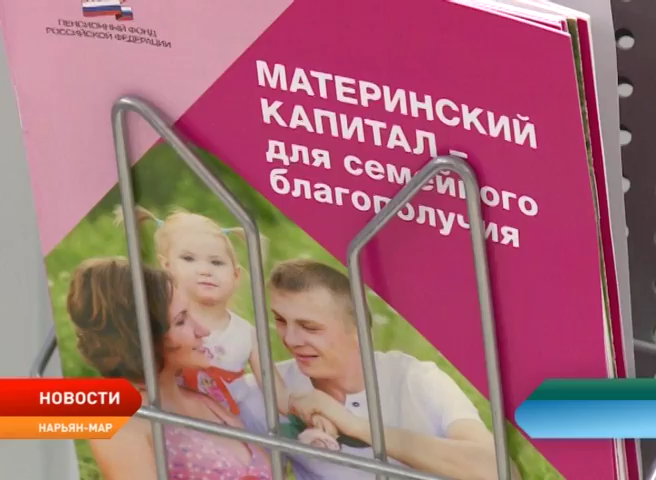 ПЕНСИОННЫЙ ФОНД
РОССИЙСКОЙ ФЕДЕРАЦИИ
МАТЕРИНСКИЙ
КАПИТАЛ –
для семейного
благополучия
НОВОСТИ
НАРЬЯН-МАР